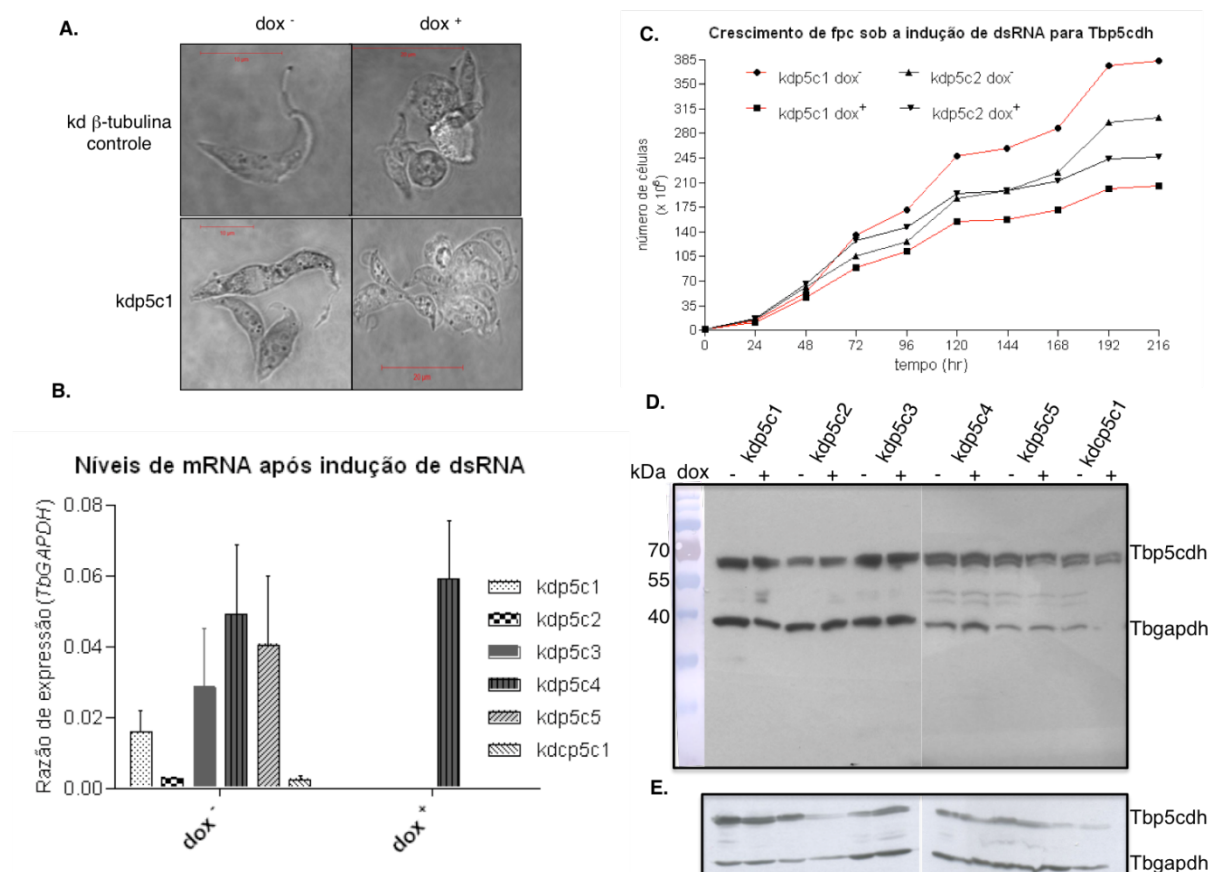 A.
dox -
dox +
kd β-tubulina
controle
kdp5c1
10 µm
20 µm
B.
Níveis de mRNA após indução de dsRNA
Razão de expressão (TbGAPDH)
0.08
0.06
0.04
0.02
0.00
dox -
dox +
kdp5c1
kdp5c2
kdp5c3
kdp5c4
kdp5c5
kdcp5c1
C.
Crescimento de fpc sob a indução de dsRNA para Tbp5cdh
kdp5c1 dox-
kdp5c2 dox-
kdp5c1 dox+
kdp5c2 dox+
número de células
(x 10⁶)
385
350
315
280
245
210
175
140
105
70
35
0
0 24 48 72 96 120 144 168 192 216
tempo (hr)
D.
kdp5c1 kdp5c2 kdp5c3 kdp5c4 kdp5c5 kdcp5c1
kDa dox - + - + - + - + - + - +
70
55
40
Tbp5cdh
Tbgapdh
E.
Tbp5cdh
Tbgapdh